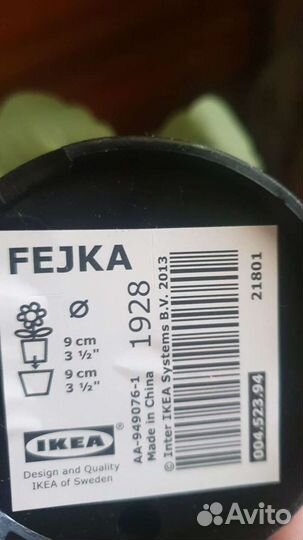 FEJKA
Ø
9 cm
3 ½"
9 cm
3 ½"
IKEA
®
Design and Quality
IKEA of Sweden
AA-949076-1
Made in China
1928
© Inter IKEA Systems B.V. 2013
21801
004.523.94
Avito